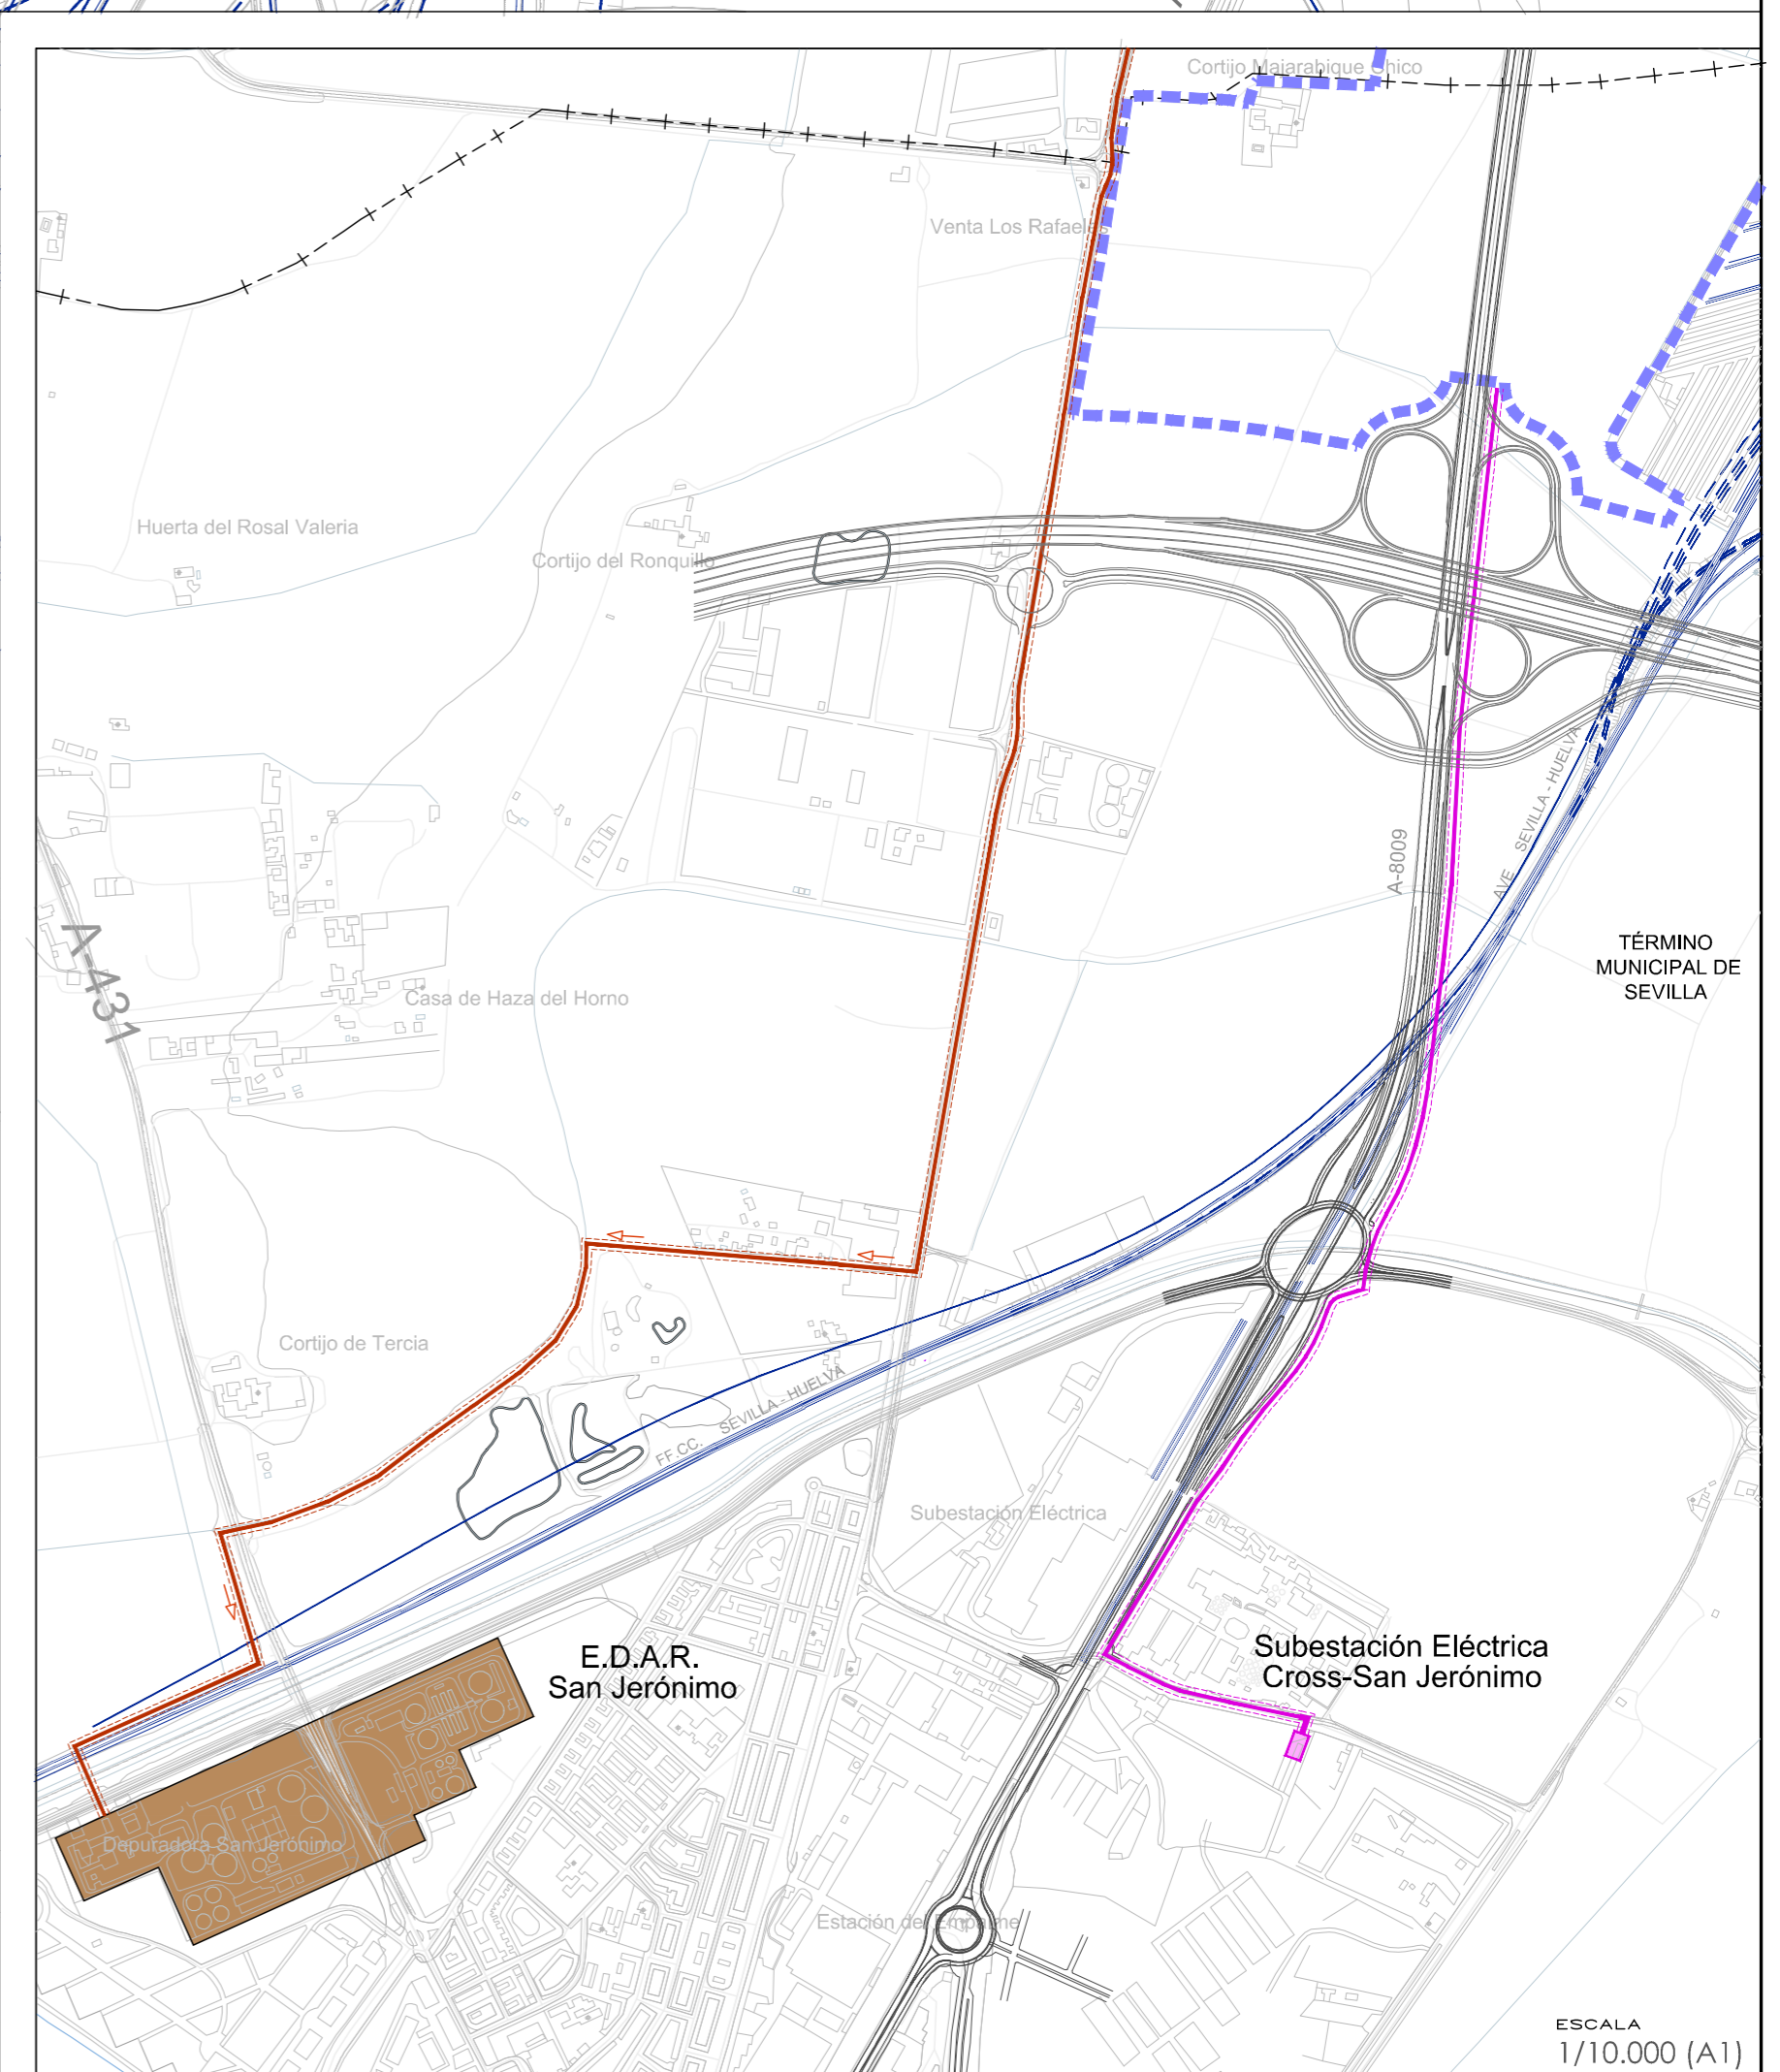 Cortijo Majarabique Chico
Venta Los Rafaeles
Huerta del Rosal Valeria
Cortijo del Ronquillo
A-8009
AVE SEVILLA - HUELVA
A-431
TÉRMINO
MUNICIPAL DE
SEVILLA
Casa de Haza del Horno
Cortijo de Tercia
FF.CC. SEVILLA - HUELVA
Subestación Eléctrica
E.D.A.R.
San Jerónimo
Subestación Eléctrica
Cross-San Jerónimo
Depuradora San Jerónimo
Estación del Empalme
ESCALA
1/10.000 (A1)